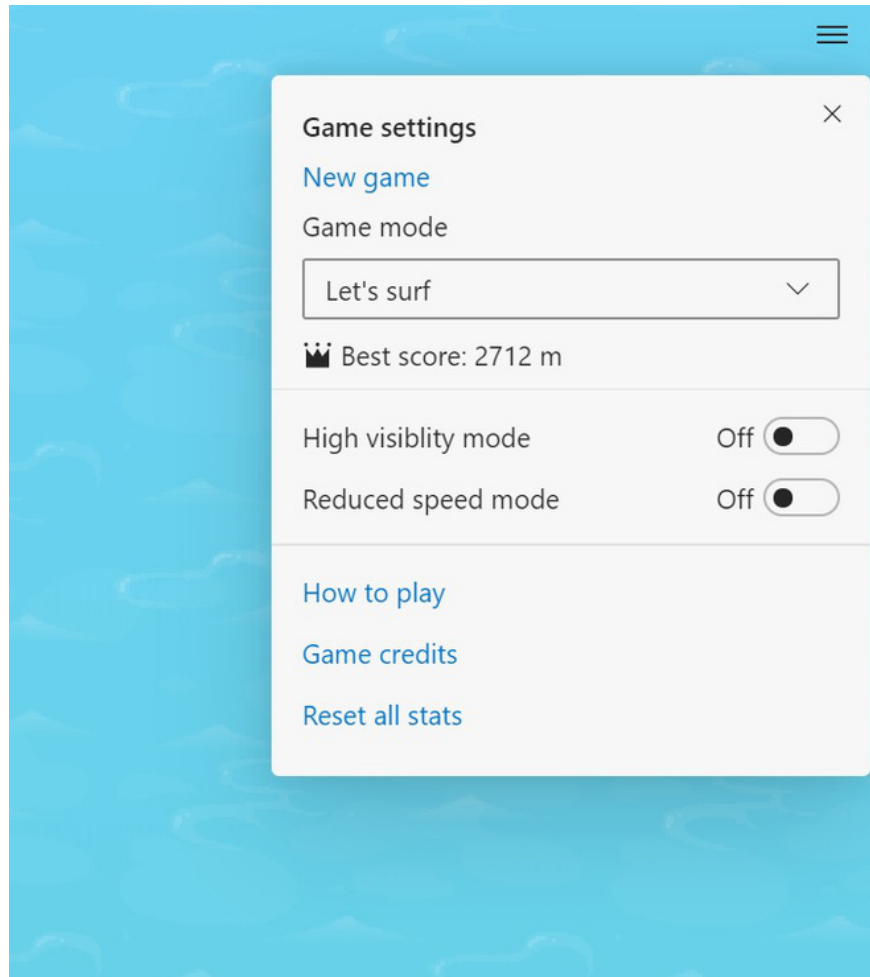 Game settings
New game
Game mode
Let's surf
Best score: 2712 m
High visiblity mode Off
Reduced speed mode Off
How to play
Game credits
Reset all stats